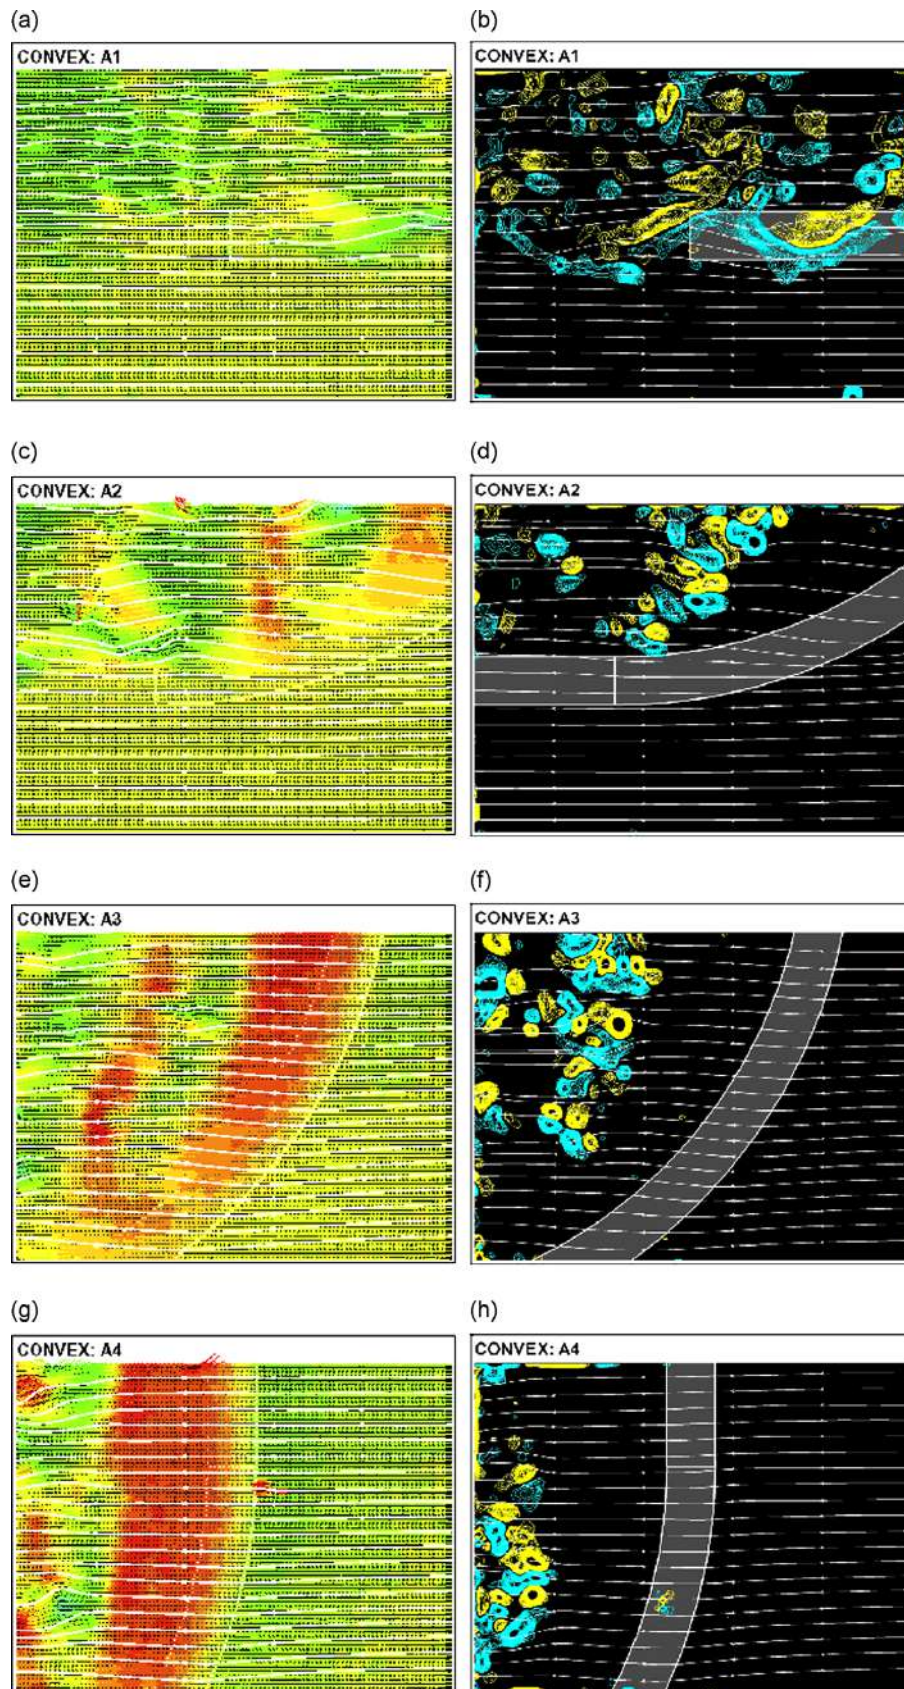 (a)
(b)
CONVEX: A1
CONVEX: A1
(c)
(d)
CONVEX: A2
CONVEX: A2
(e)
(f)
CONVEX: A3
CONVEX: A3
(g)
(h)
CONVEX: A4
CONVEX: A4